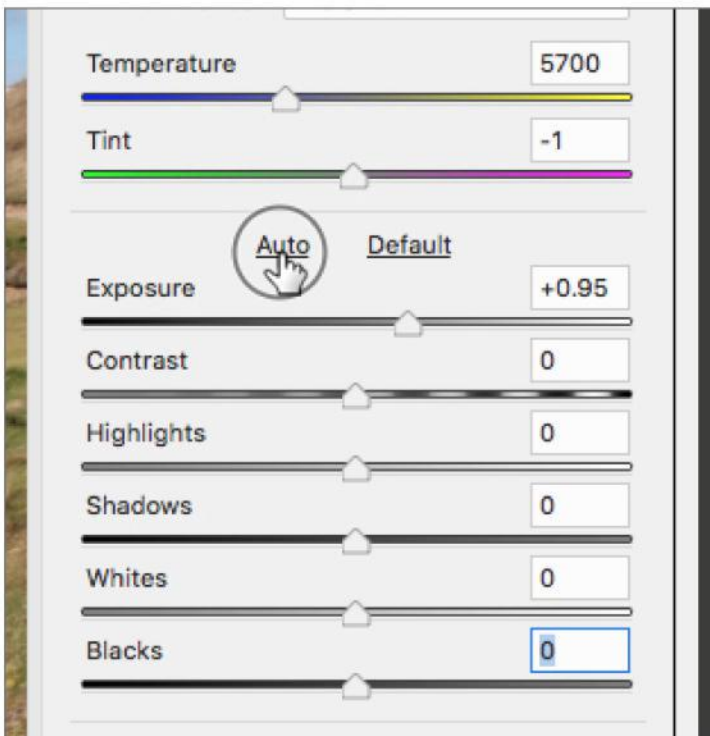 Temperature 5700
Tint -1
Auto Default
Exposure +0.95
Contrast 0
Highlights 0
Shadows 0
Whites 0
Blacks 0